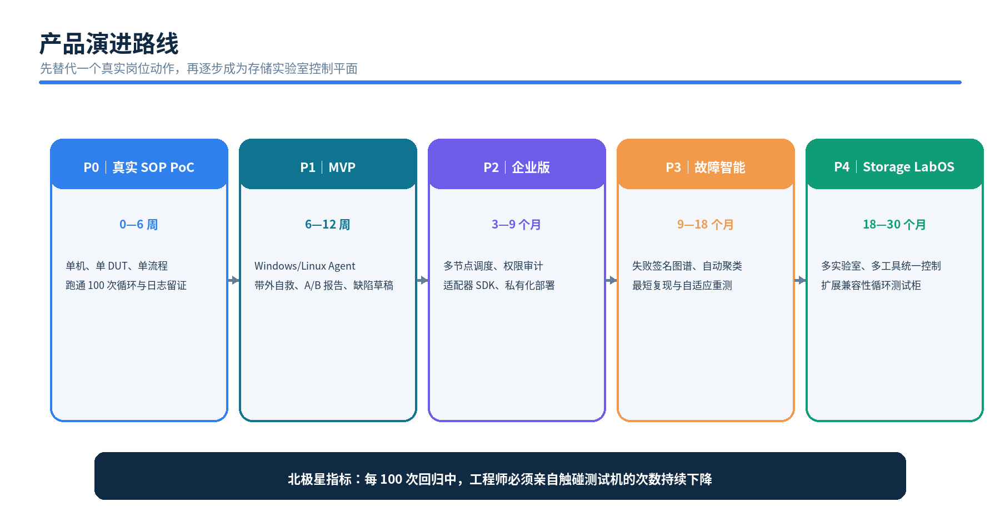 产品演进路线
先替代一个真实岗位动作，再逐步成为存储实验室控制平面
P0｜真实 SOP PoC
0—6 周
单机、单 DUT、单流程
跑通 100 次循环与日志留证
P1｜MVP
6—12 周
Windows/Linux Agent
带外自救、A/B 报告、缺陷草稿
P2｜企业版
3—9 个月
多节点调度、权限审计
适配器 SDK、私有化部署
P3｜故障智能
9—18 个月
失败签名图谱、自动聚类
最短复现与自适应重测
P4｜Storage LabOS
18—30 个月
多实验室、多工具统一控制
扩展兼容性循环测试柜
北极星指标：每 100 次回归中，工程师必须亲自触碰测试机的次数持续下降